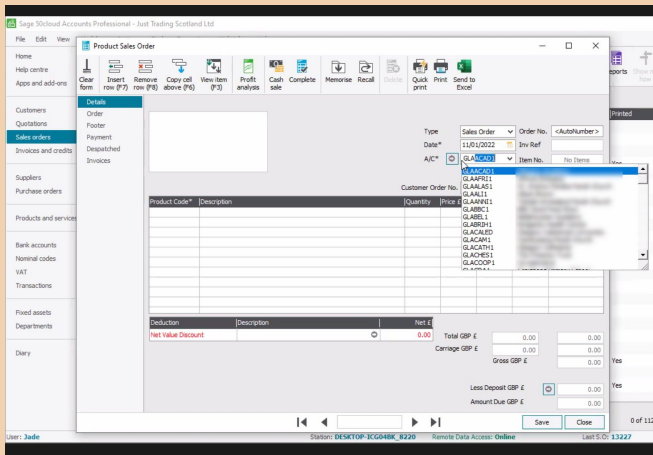 Sage 50cloud Accounts Professional - Just Trading Scotland Ltd
File Edit View
Home
Help centre
Apps and add-ons
Customers
Quotations
Sales orders
Invoices and credits
Suppliers
Purchase orders
Products and services
Bank accounts
Nominal codes
VAT
Transactions
Fixed assets
Departments
Diary
Product Sales Order
Clear form
Insert row (F7)
Remove row (F8)
Copy cell above (F6)
View item (F3)
Profit analysis
Cash sale
Complete
Memorise
Recall
Delete
Quick print
Print
Send to Excel
Details
Order
Footer
Payment
Despatched
Invoices
Type Sales Order Order No. <AutoNumber>
Date* 11/01/2022 Inv Ref
A/C* GLAACAD1 Item No. No Items
GLAACAD1
GLAAFRI1
GLAALAS1
GLAALI1
GLAANNI1
GLABBC1
GLABEL1
GLABRIH1
GLACALED
GLACAM1
GLACATH1
GLACHES1
GLACOOP1
Customer Order No.
Product Code* Description Quantity Price £
Deduction Description Net £
Net Value Discount 0.00
Total GBP £ 0.00 0.00
Carriage GBP £ 0.00 0.00
Gross GBP £ 0.00
Less Deposit GBP £ 0.00
Amount Due GBP £ 0.00
Save Close
eports
Printed
Yes
Yes
Yes
0 of 112
User: Jade Station: DESKTOP-ICG04BK_8220 Remote Data Access: Online Last S.O: 13227